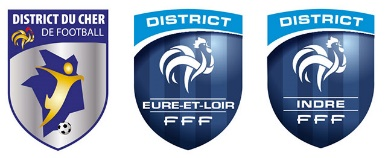 DISTRICT DU CHER
DE FOOTBALL
DISTRICT
EURE-ET-LOIR
FFF
DISTRICT
INDRE
FFF